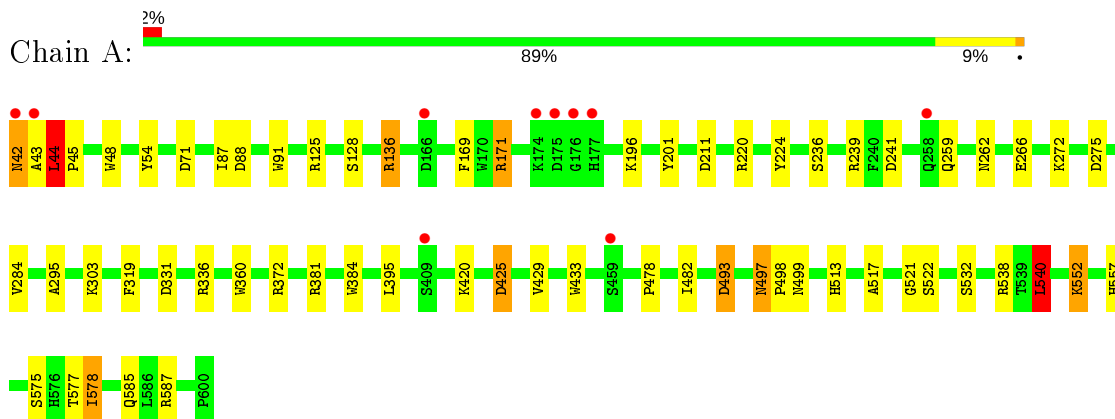 2%
Chain A:
89% 9% •
N42 A43 L44 P45 W48 Y54 D71 I87 D88 W91 R125 S128 R136 D166 F169 W170 R171 K174 D175 G176 H177 K196 Y201 D211 R220 Y224 S236 R239 F240 D241 Q258 Q259 N262 E266 K272 D275
V284 A295 K303 F319 D331 R336 W360 R372 R381 W384 L395 S409 K420 D425 V429 W433 S459 P478 I482 D493 N497 P498 N499 H513 A517 G521 S522 S532 R538 T539 L540 K552 H557
S575 H576 T577 I578 Q585 L586 R587 P600